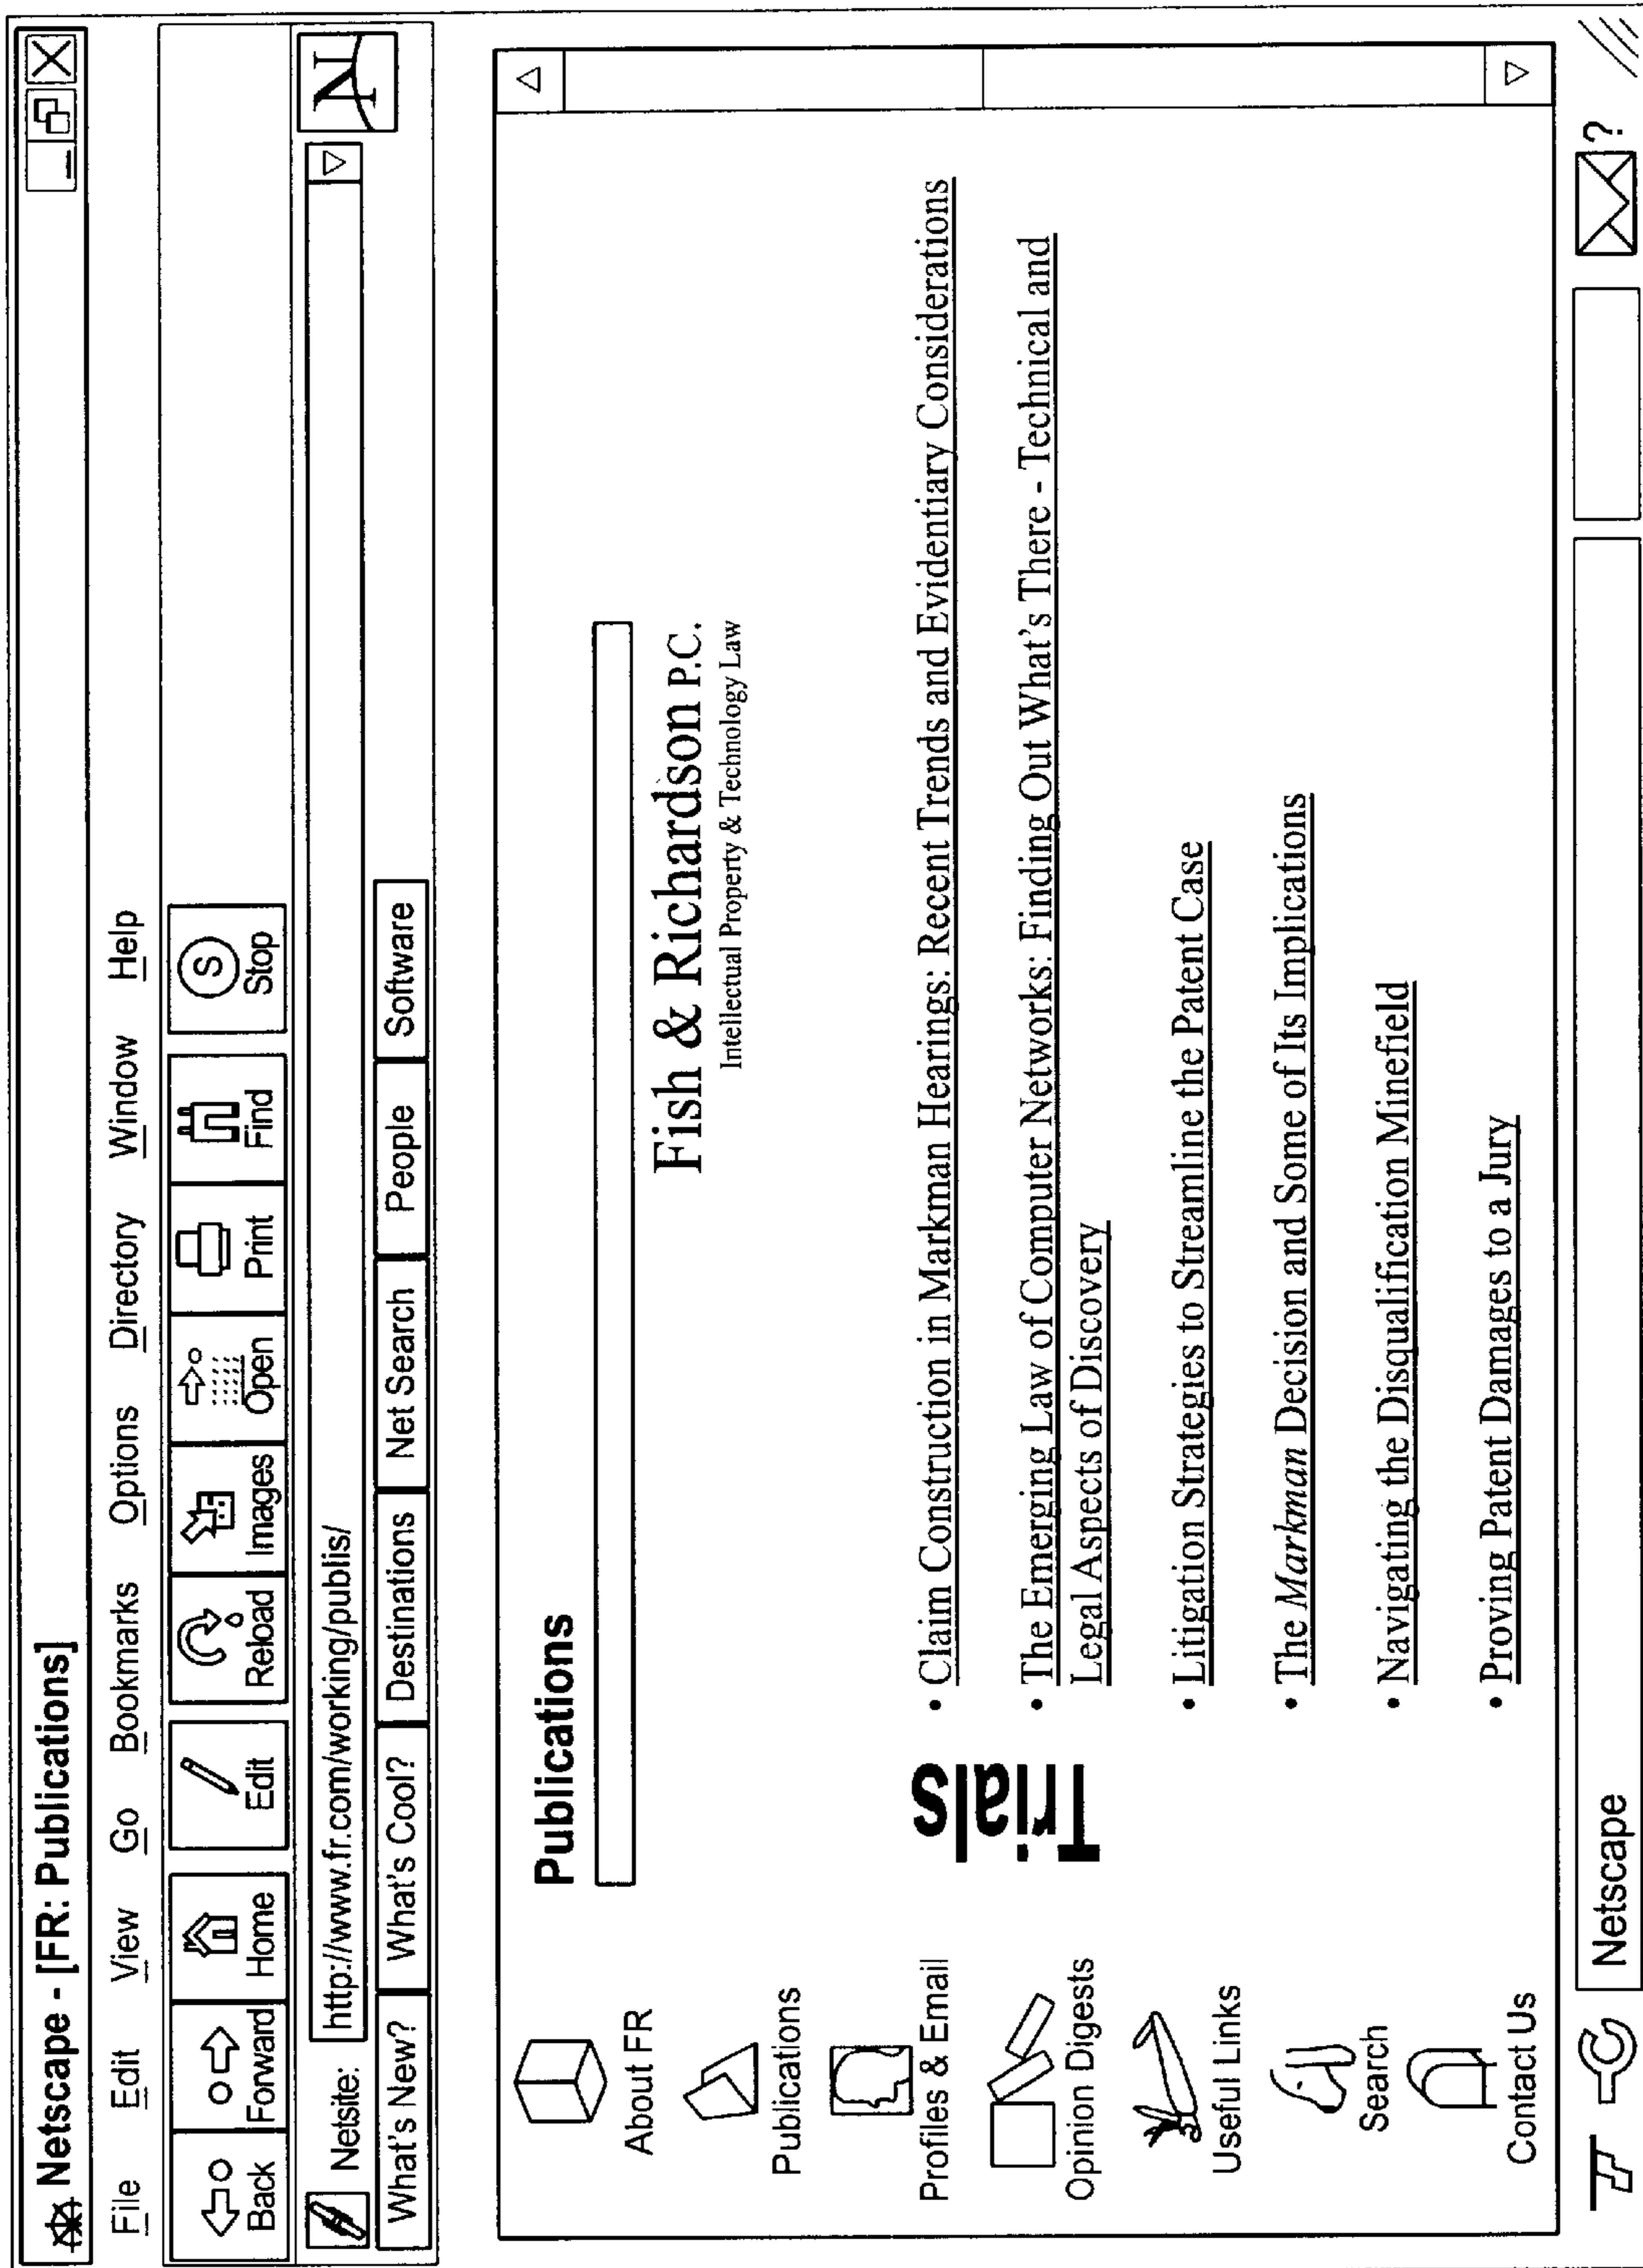 Netscape - [FR: Publications]
File Edit View Go Bookmarks Options Directory Window Help
Back Forward Home Edit Reload Images Open Print Find Stop
Netsite: http://www.fr.com/working/publis/
N
What's New? What's Cool? Destinations Net Search People Software
Publications
Fish & Richardson P.C.
Intellectual Property & Technology Law
About FR
Publications
Profiles & Email
Opinion Digests
Useful Links
Search
Contact Us
Trials
• Claim Construction in Markman Hearings: Recent Trends and Evidentiary Considerations
• The Emerging Law of Computer Networks: Finding Out What's There - Technical and
Legal Aspects of Discovery
• Litigation Strategies to Streamline the Patent Case
• The Markman Decision and Some of Its Implications
• Navigating the Disqualification Minefield
• Proving Patent Damages to a Jury
Netscape
?